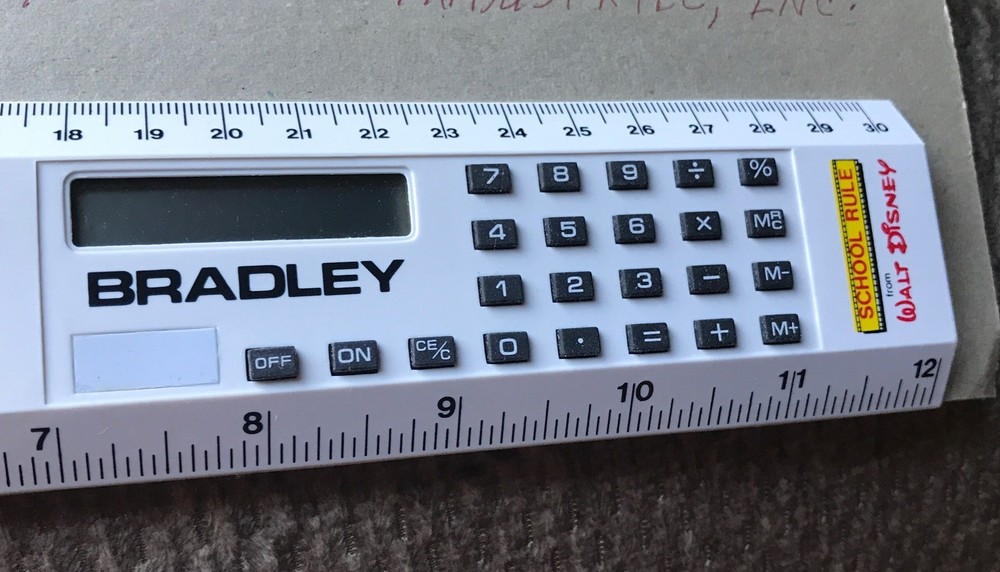 INC.
18 19 20 21 22 23 24 25 26 27 28 29 30
7 8 9 ÷ %
4 5 6 X MR/C
BRADLEY
1 2 3 − M-
OFF ON CE/C 0 . = + M+
SCHOOL RULE
from
WALT DISNEY
7 8 9 10 11 12